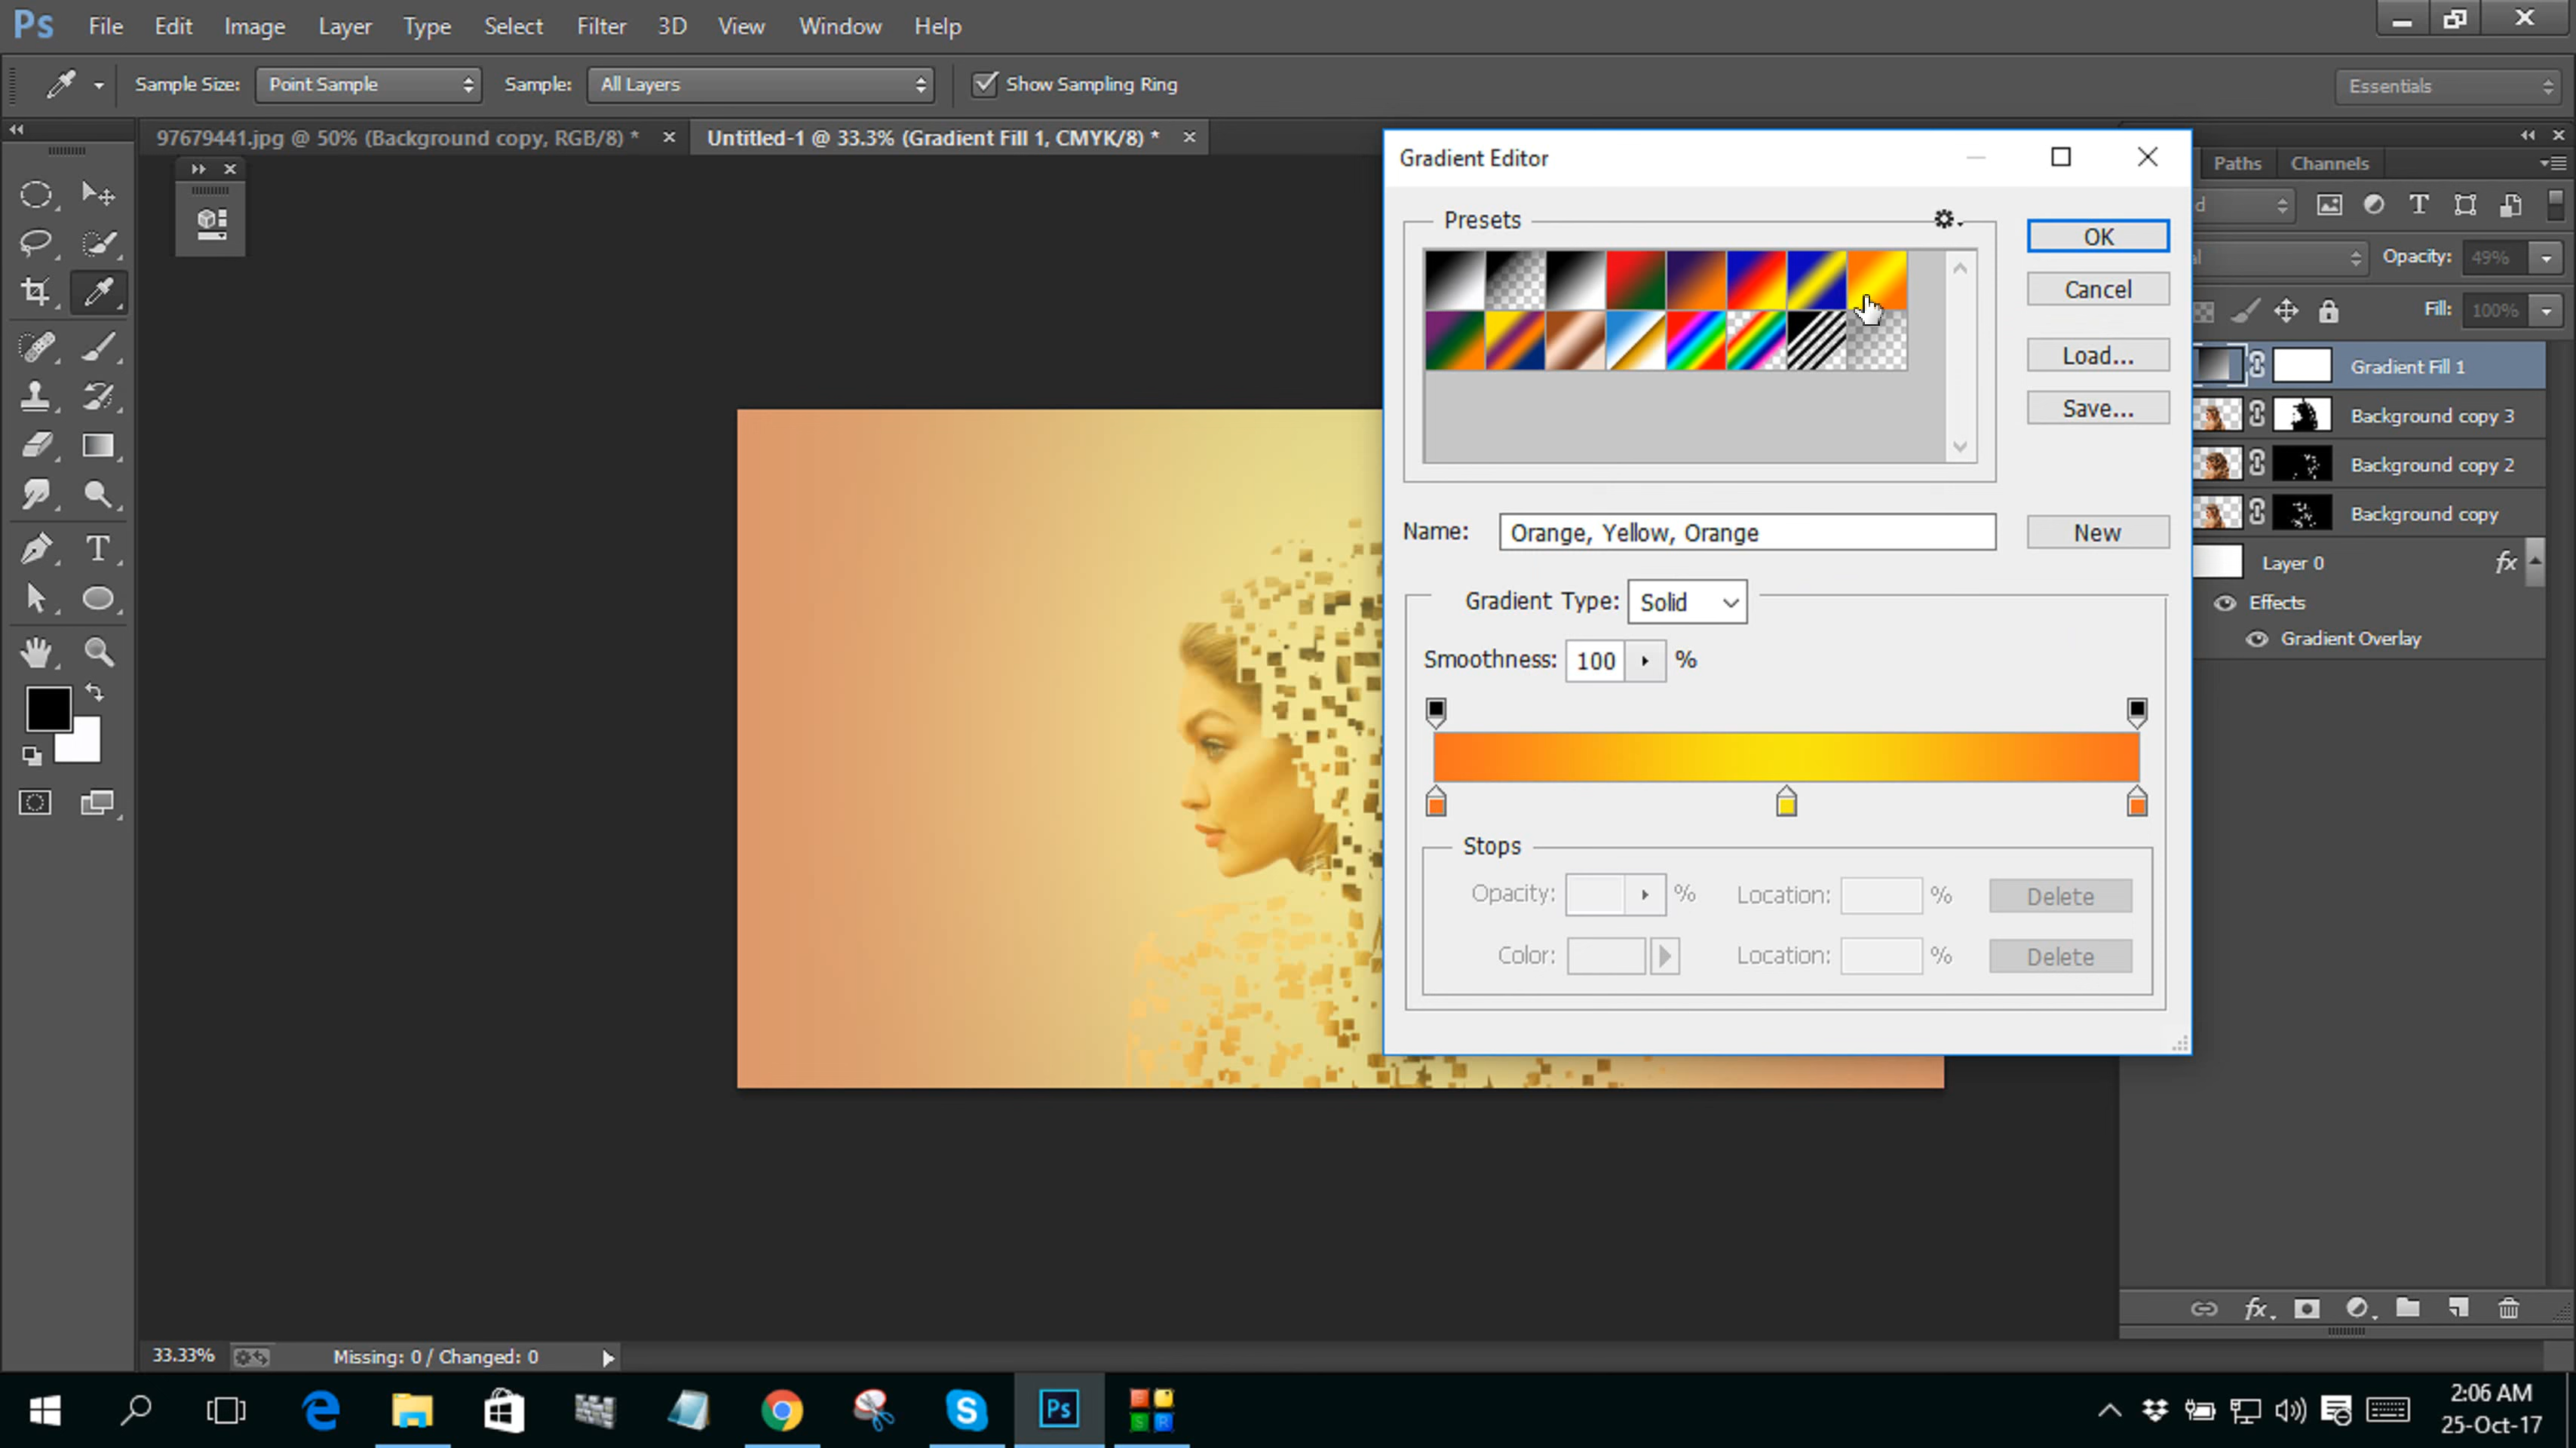 Ps File Edit Image Layer Type Select Filter 3D View Window Help
Sample Size: Point Sample Sample: All Layers Show Sampling Ring Essentials
97679441.jpg @ 50% (Background copy, RGB/8) * Untitled-1 @ 33.3% (Gradient Fill 1, CMYK/8) *
Gradient Editor
Paths Channels
Presets
OK
Cancel
Load...
Save...
Opacity: 49%
Fill: 100%
Gradient Fill 1
Background copy 3
Background copy 2
Background copy
Layer 0 fx
Effects
Gradient Overlay
Name: Orange, Yellow, Orange New
Gradient Type: Solid
Smoothness: 100 %
Stops
Opacity: % Location: % Delete
Color: Location: % Delete
T
fx
33.33% Missing: 0 / Changed: 0
S Ps
2:06 AM
25-Oct-17